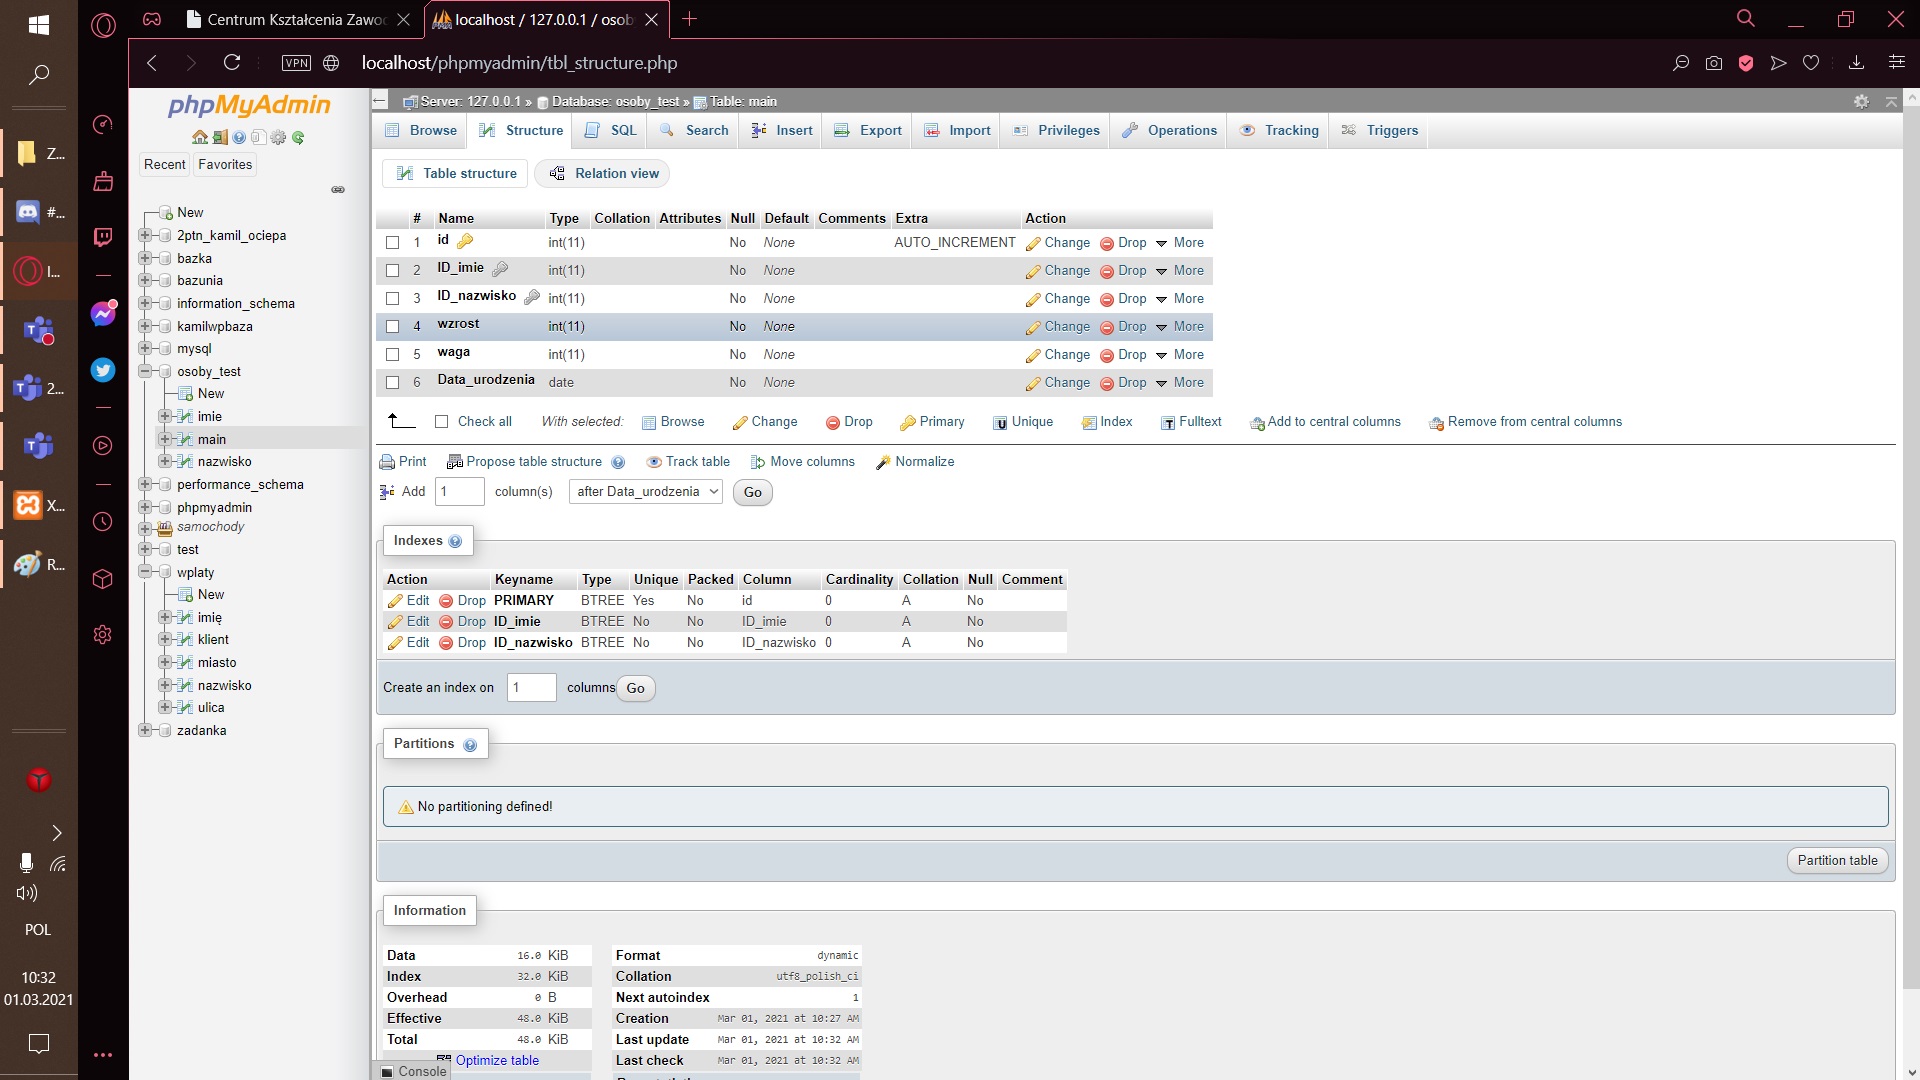 Centrum Kształcenia Zawoc
localhost / 127.0.0.1 / osob
VPN
localhost/phpmyadmin/tbl_structure.php
phpMyAdmin
Recent Favorites
New
2ptn_kamil_ociepa
bazka
bazunia
information_schema
kamilwpbaza
mysql
osoby_test
New
imie
main
nazwisko
performance_schema
phpmyadmin
samochody
test
wplaty
New
imię
klient
miasto
nazwisko
ulica
zadanka
Z...
#...
I...
2...
X...
R...
POL
10:32
01.03.2021
Server: 127.0.0.1 » Database: osoby_test » Table: main
Browse Structure SQL Search Insert Export Import Privileges Operations Tracking Triggers
Table structure Relation view
# Name Type Collation Attributes Null Default Comments Extra Action
1 id int(11) No None AUTO_INCREMENT Change Drop More
2 ID_imie int(11) No None Change Drop More
3 ID_nazwisko int(11) No None Change Drop More
4 wzrost int(11) No None Change Drop More
5 waga int(11) No None Change Drop More
6 Data_urodzenia date No None Change Drop More
Check all With selected: Browse Change Drop Primary Unique Index Fulltext Add to central columns Remove from central columns
Print Propose table structure Track table Move columns Normalize
Add 1 column(s) after Data_urodzenia Go
Indexes
Action Keyname Type Unique Packed Column Cardinality Collation Null Comment
Edit Drop PRIMARY BTREE Yes No id 0 A No
Edit Drop ID_imie BTREE No No ID_imie 0 A No
Edit Drop ID_nazwisko BTREE No No ID_nazwisko 0 A No
Create an index on 1 columns Go
Partitions
No partitioning defined!
Partition table
Information
Data 16.0 KiB
Index 32.0 KiB
Overhead 0 B
Effective 48.0 KiB
Total 48.0 KiB
Optimize table
Format dynamic
Collation utf8_polish_ci
Next autoindex 1
Creation Mar 01, 2021 at 10:27 AM
Last update Mar 01, 2021 at 10:32 AM
Last check Mar 01, 2021 at 10:32 AM
Console